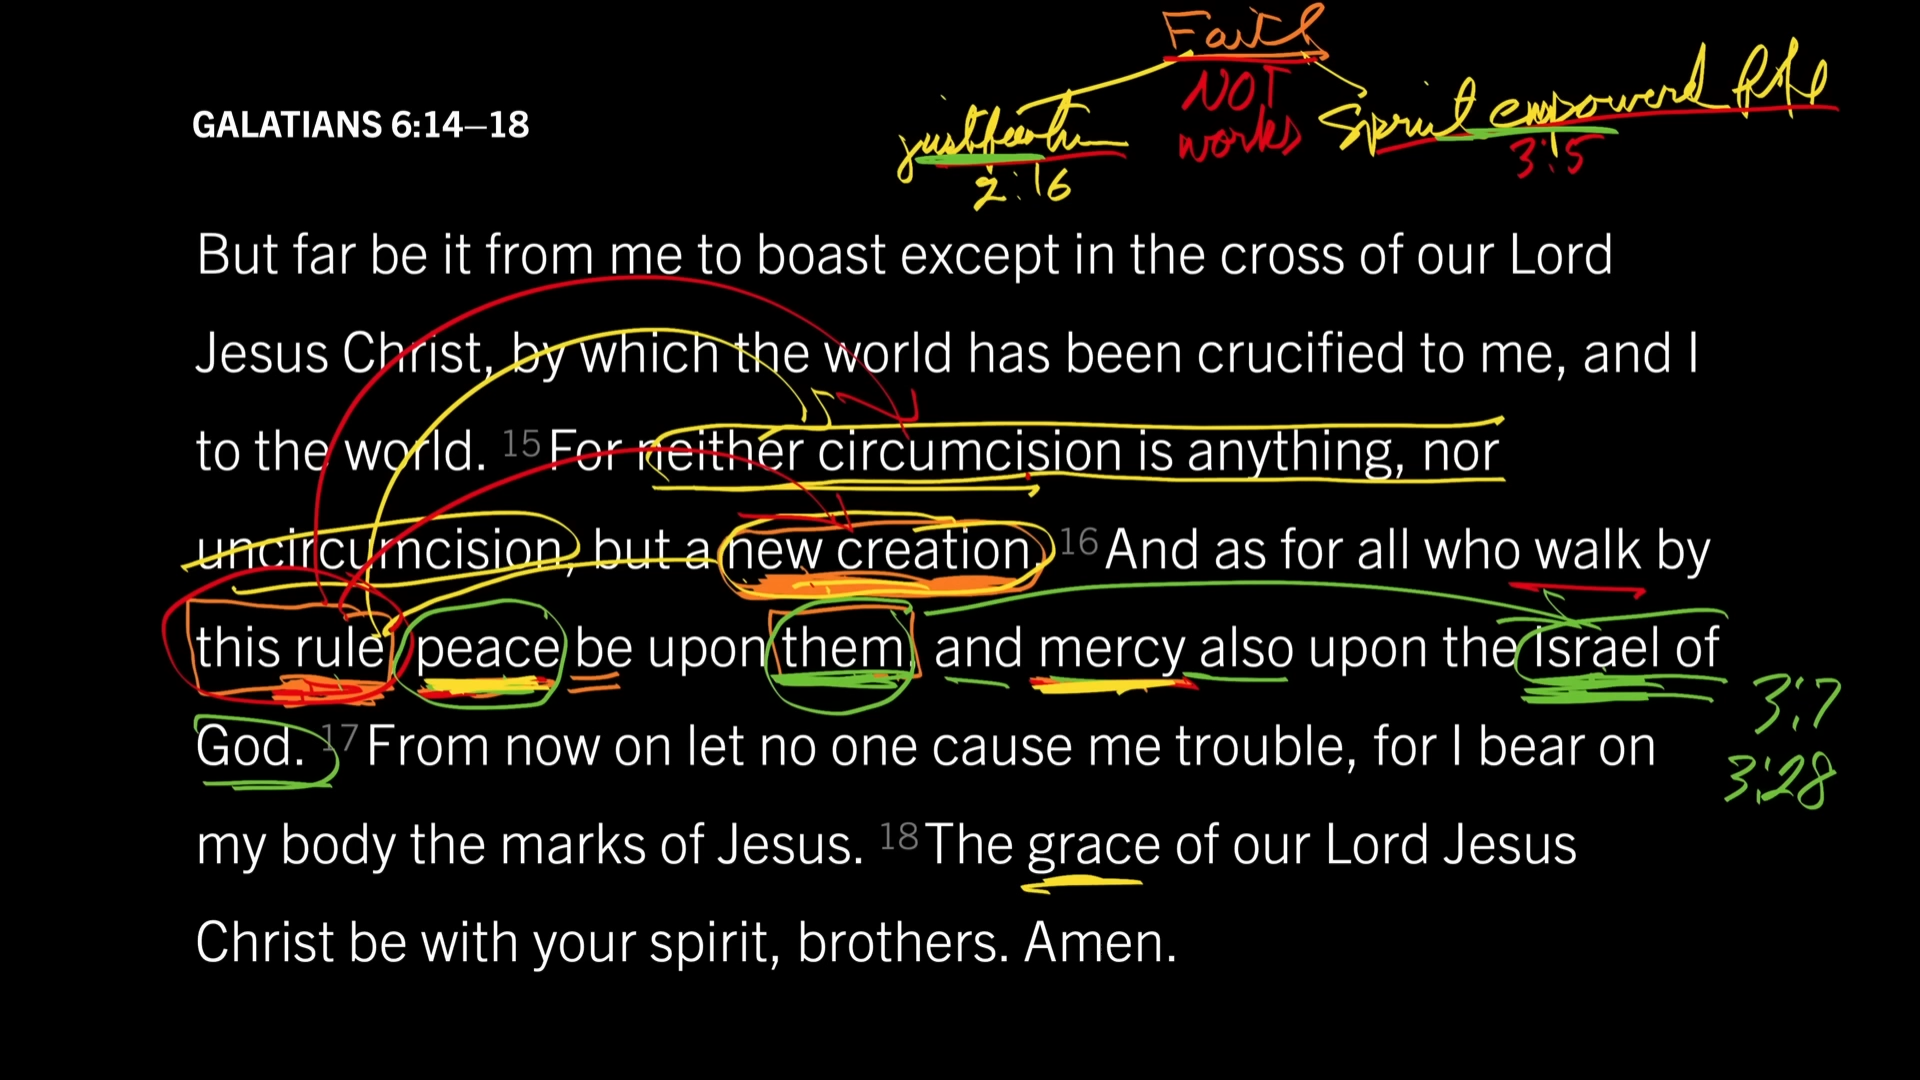 Faith
NOT
works
justification
2:16
Spirit empowered life
3:5
GALATIANS 6:14–18
But far be it from me to boast except in the cross of our Lord
Jesus Christ, by which the world has been crucified to me, and I
to the world. 15 For neither circumcision is anything, nor
uncircumcision, but a new creation. 16 And as for all who walk by
this rule, peace be upon them, and mercy also upon the Israel of
God. 17 From now on let no one cause me trouble, for I bear on
my body the marks of Jesus. 18 The grace of our Lord Jesus
Christ be with your spirit, brothers. Amen.
3:7
3:28